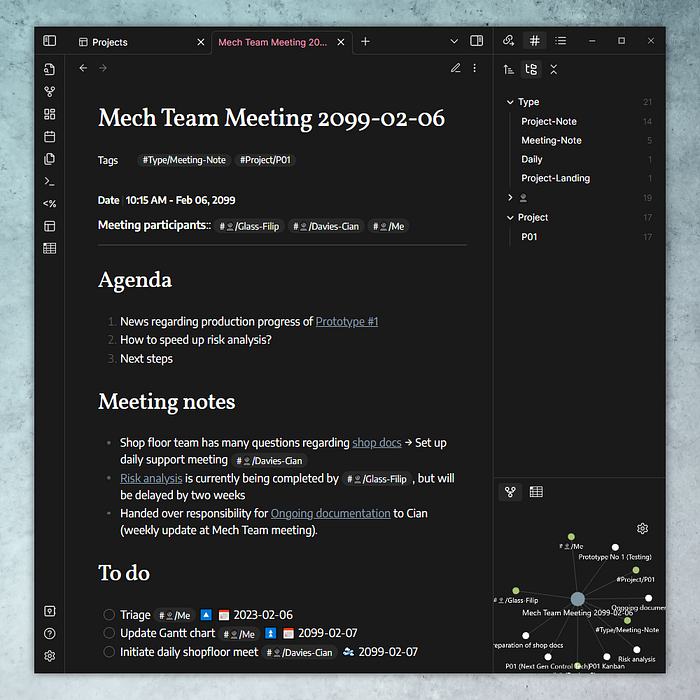 Projects
Mech Team Meeting 20...
Mech Team Meeting 2099-02-06
Tags #Type/Meeting-Note #Project/P01
Date 10:15 AM - Feb 06, 2099
Meeting participants:: #/Glass-Filip #/Davies-Cian #/Me
Agenda
1. News regarding production progress of Prototype #1
2. How to speed up risk analysis?
3. Next steps
Meeting notes
• Shop floor team has many questions regarding shop docs → Set up
daily support meeting #/Davies-Cian
• Risk analysis is currently being completed by #/Glass-Filip , but will
be delayed by two weeks
• Handed over responsibility for Ongoing documentation to Cian
(weekly update at Mech Team meeting).
To do
Triage #/Me 2023-02-06
Update Gantt chart #/Me 2099-02-07
Initiate daily shopfloor meet #/Davies-Cian 2099-02-07
Type 21
Project-Note 14
Meeting-Note 5
Daily 1
Project-Landing 1
19
Project 17
P01 17
#/Me
Prototype No 1 (Testing)
#Project/P01
#/Glass-Filip
Ongoing documen
Mech Team Meeting 2099-02-06
#Type/Meeting-Note
reparation of shop docs
Risk analysis
P01 (Next Gen Control Tech)
P01 Kanban